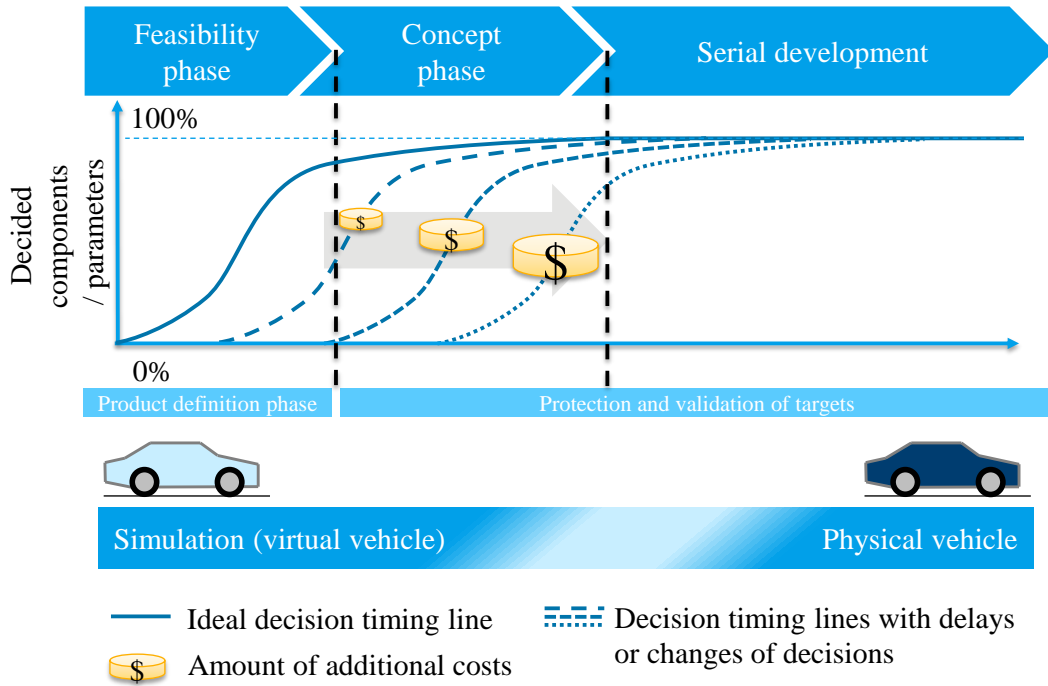 Feasibility
phase
Concept
phase
Serial development
100%
Decided
components
/ parameters
$
$
$
0%
Product definition phase
Protection and validation of targets
Simulation (virtual vehicle)
Physical vehicle
Ideal decision timing line
Decision timing lines with delays
or changes of decisions
$
Amount of additional costs